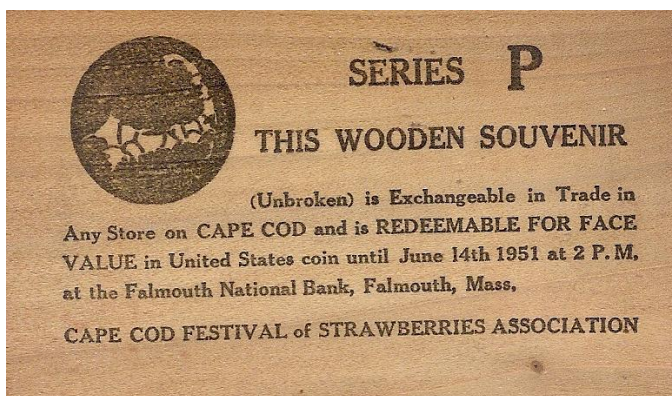 SERIES P
THIS WOODEN SOUVENIR
(Unbroken) is Exchangeable in Trade in
Any Store on CAPE COD and is REDEEMABLE FOR FACE
VALUE in United States coin until June 14th 1951 at 2 P. M.
at the Falmouth National Bank, Falmouth, Mass.
CAPE COD FESTIVAL of STRAWBERRIES ASSOCIATION